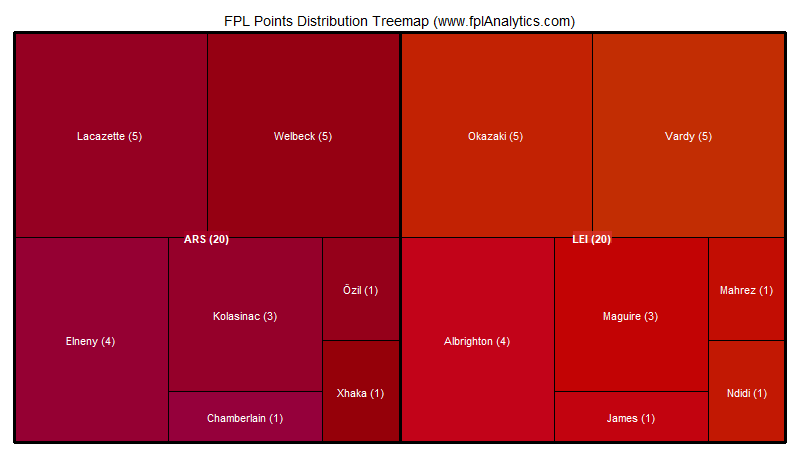 FPL Points Distribution Treemap (www.fplAnalytics.com)
Lacazette (5)
Welbeck (5)
Okazaki (5)
Vardy (5)
ARS (20)
LEI (20)
Elneny (4)
Kolasinac (3)
Özil (1)
Chamberlain (1)
Xhaka (1)
Albrighton (4)
Maguire (3)
Mahrez (1)
James (1)
Ndidi (1)